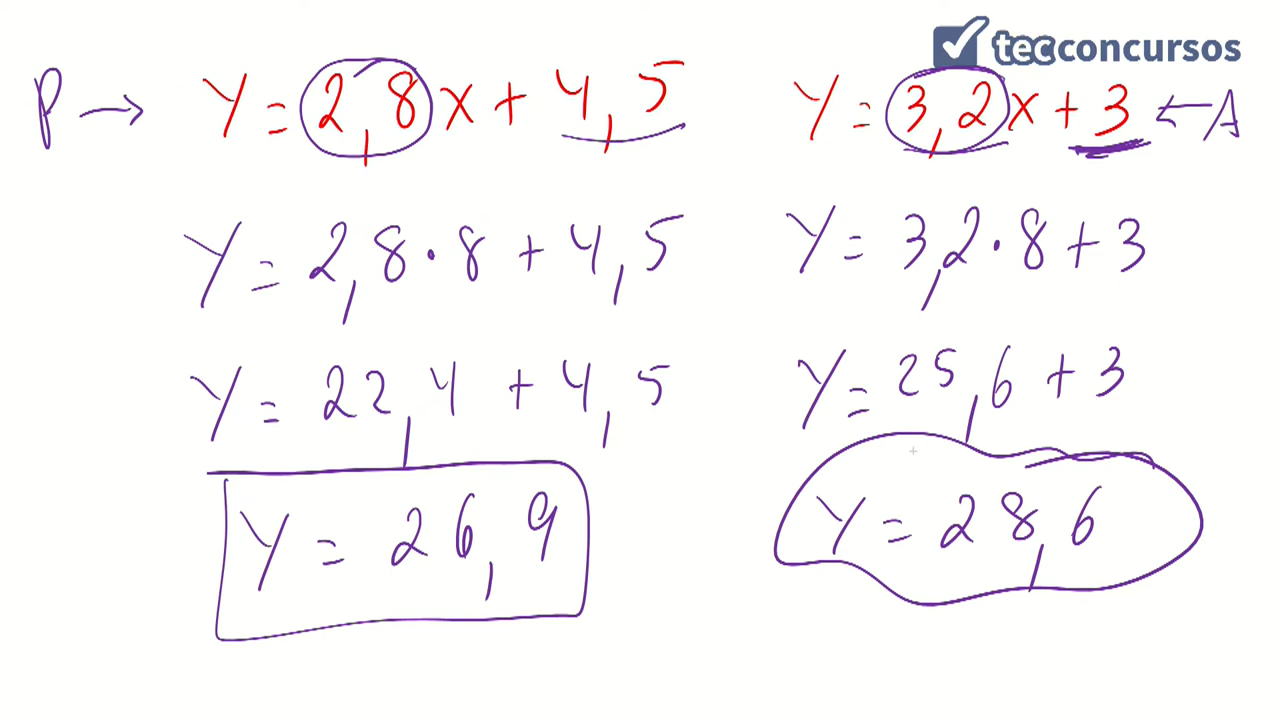 tecconcursos
P → Y = 2,8x + 4,5
Y = 2,8 · 8 + 4,5
Y = 22,4 + 4,5
Y = 26,9
Y = 3,2x + 3 ← A
Y = 3,2 · 8 + 3
Y = 25,6 + 3
Y = 28,6